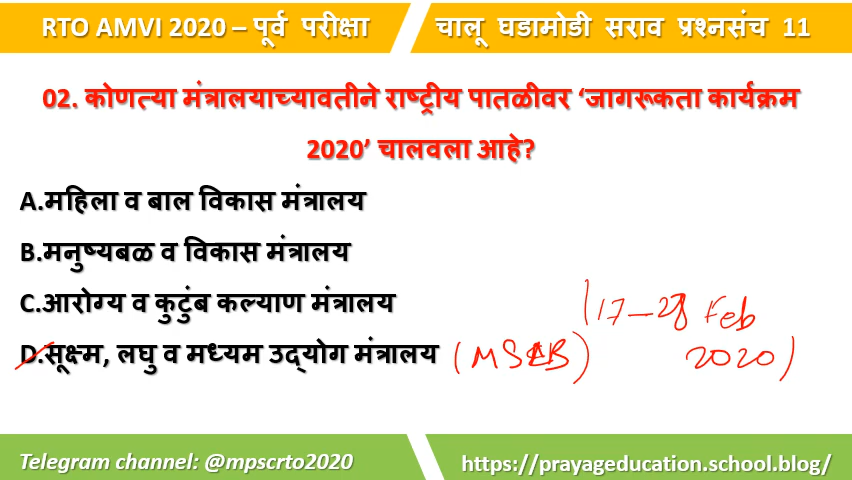 RTO AMVI 2020 – पूर्व परीक्षा
चालू घडामोडी सराव प्रश्नसंच 11
02. कोणत्या मंत्रालयाच्यावतीने राष्ट्रीय पातळीवर ‘जागरूकता कार्यक्रम
2020’ चालवला आहे?
A.महिला व बाल विकास मंत्रालय
B.मनुष्यबळ व विकास मंत्रालय
C.आरोग्य व कुटुंब कल्याण मंत्रालय
(17-28 Feb
D.सूक्ष्म, लघु व मध्यम उद्योग मंत्रालय
2020)
Telegram channel: @mpscrto2020
https://prayageducation.school.blog/